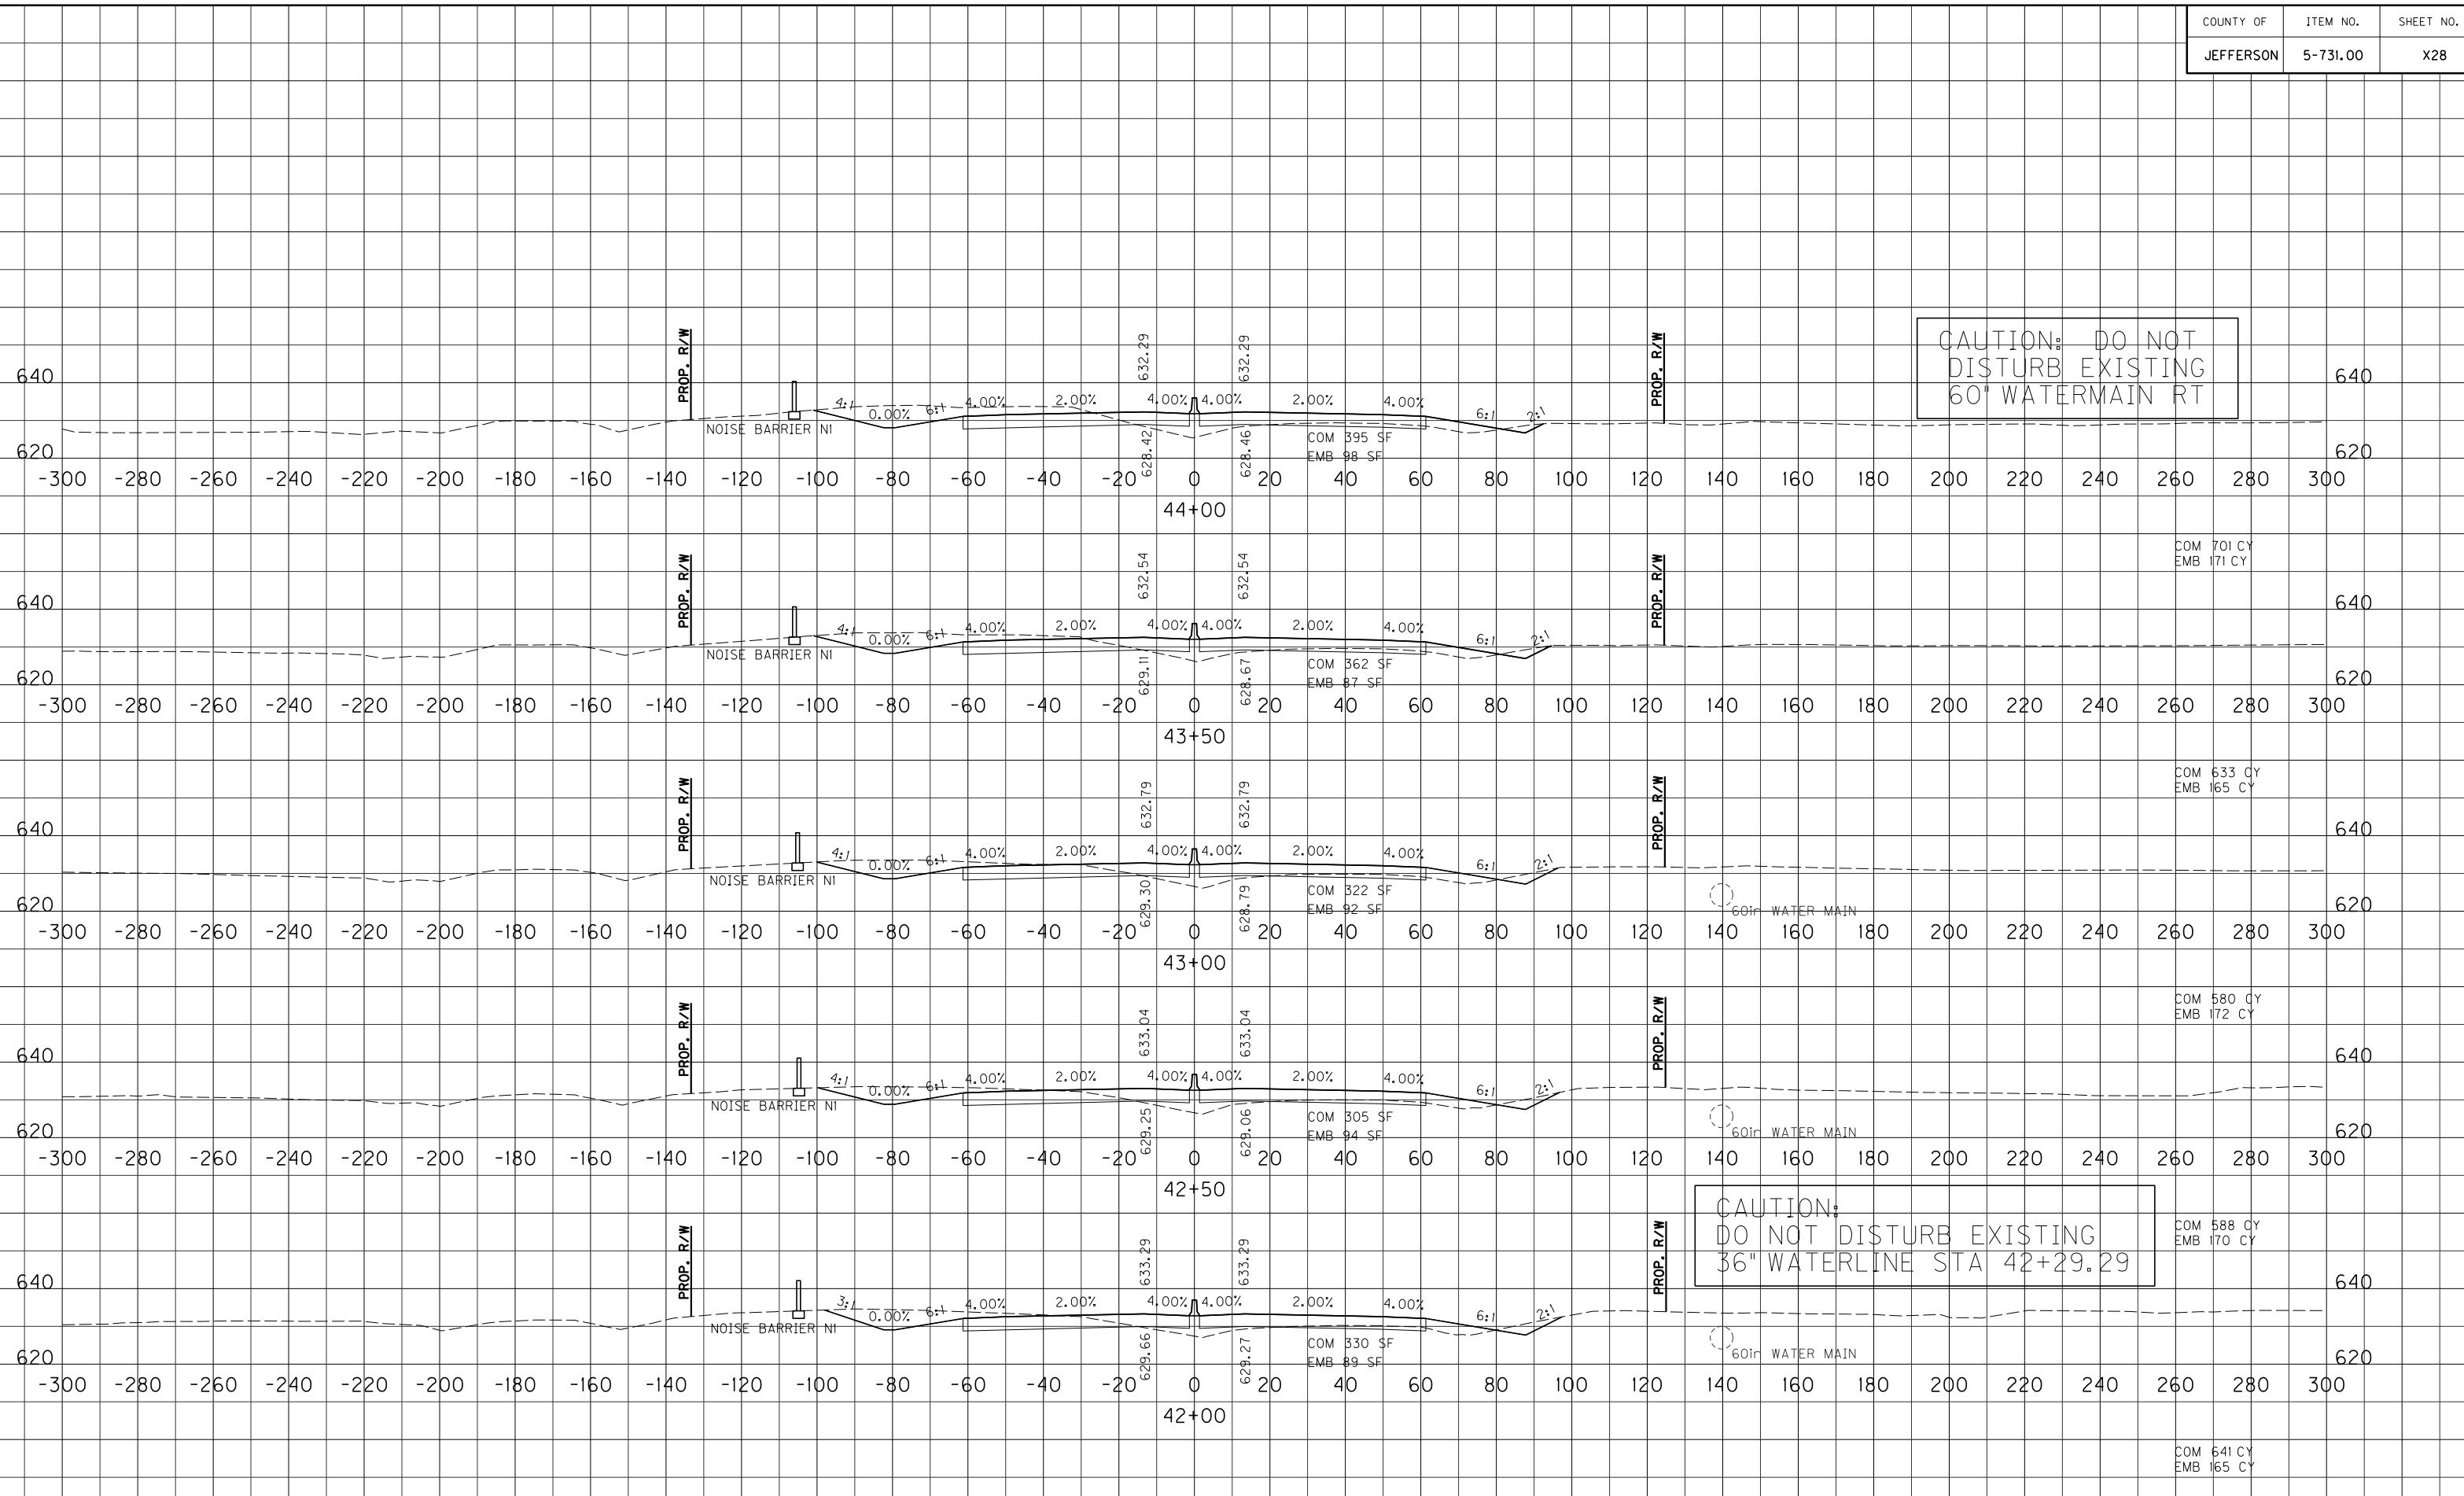 COUNTY OF ITEM NO. SHEET NO.
JEFFERSON 5-731.00 X28
CAUTION: DO NOT
DISTURB EXISTING
60" WATERMAIN RT
PROP. R/W 632.29 632.29 PROP. R/W
640 640
4:1 0.00% 6:1 4.00% 2.00% 4.00% 4.00% 2.00% 4.00% 6:1 2:1
NOISE BARRIER N1
628.42 628.46 COM 395 SF
EMB 98 SF
620 620
-300 -280 -260 -240 -220 -200 -180 -160 -140 -120 -100 -80 -60 -40 -20 0 20 40 60 80 100 120 140 160 180 200 220 240 260 280 300
44+00
COM 701 CY
EMB 171 CY
PROP. R/W 632.54 632.54 PROP. R/W
640 640
4:1 0.00% 6:1 4.00% 2.00% 4.00% 4.00% 2.00% 4.00% 6:1 2:1
NOISE BARRIER N1
629.11 628.67 COM 362 SF
EMB 87 SF
620 620
-300 -280 -260 -240 -220 -200 -180 -160 -140 -120 -100 -80 -60 -40 -20 0 20 40 60 80 100 120 140 160 180 200 220 240 260 280 300
43+50
COM 633 CY
EMB 165 CY
PROP. R/W 632.79 632.79 PROP. R/W
640 640
4:1 0.00% 6:1 4.00% 2.00% 4.00% 4.00% 2.00% 4.00% 6:1 2:1
NOISE BARRIER N1
629.30 628.79 COM 322 SF
EMB 92 SF
60in WATER MAIN
620 620
-300 -280 -260 -240 -220 -200 -180 -160 -140 -120 -100 -80 -60 -40 -20 0 20 40 60 80 100 120 140 160 180 200 220 240 260 280 300
43+00
COM 580 CY
EMB 172 CY
PROP. R/W 633.04 633.04 PROP. R/W
640 640
4:1 0.00% 6:1 4.00% 2.00% 4.00% 4.00% 2.00% 4.00% 6:1 2:1
NOISE BARRIER N1
629.25 629.06 COM 305 SF
EMB 94 SF
60in WATER MAIN
620 620
-300 -280 -260 -240 -220 -200 -180 -160 -140 -120 -100 -80 -60 -40 -20 0 20 40 60 80 100 120 140 160 180 200 220 240 260 280 300
42+50
CAUTION:
DO NOT DISTURB EXISTING
36" WATERLINE STA 42+29.29
COM 588 CY
EMB 170 CY
PROP. R/W 633.29 633.29 PROP. R/W
640 640
3:1 0.00% 6:1 4.00% 2.00% 4.00% 4.00% 2.00% 4.00% 6:1 2:1
NOISE BARRIER N1
629.66 629.27 COM 330 SF
EMB 89 SF
60in WATER MAIN
620 620
-300 -280 -260 -240 -220 -200 -180 -160 -140 -120 -100 -80 -60 -40 -20 0 20 40 60 80 100 120 140 160 180 200 220 240 260 280 300
42+00
COM 641 CY
EMB 165 CY